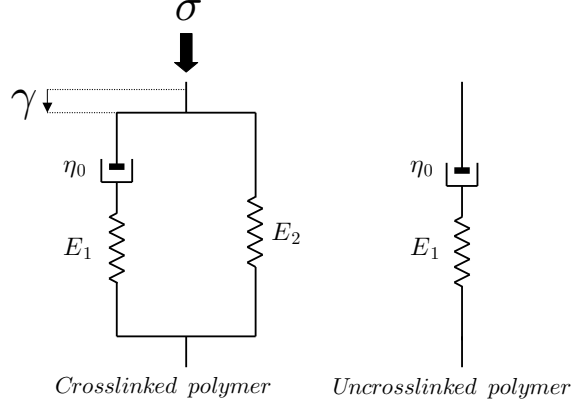 σ
γ
η₀
η₀
E₁
E₂
E₁
Crosslinked polymer
Uncrosslinked polymer